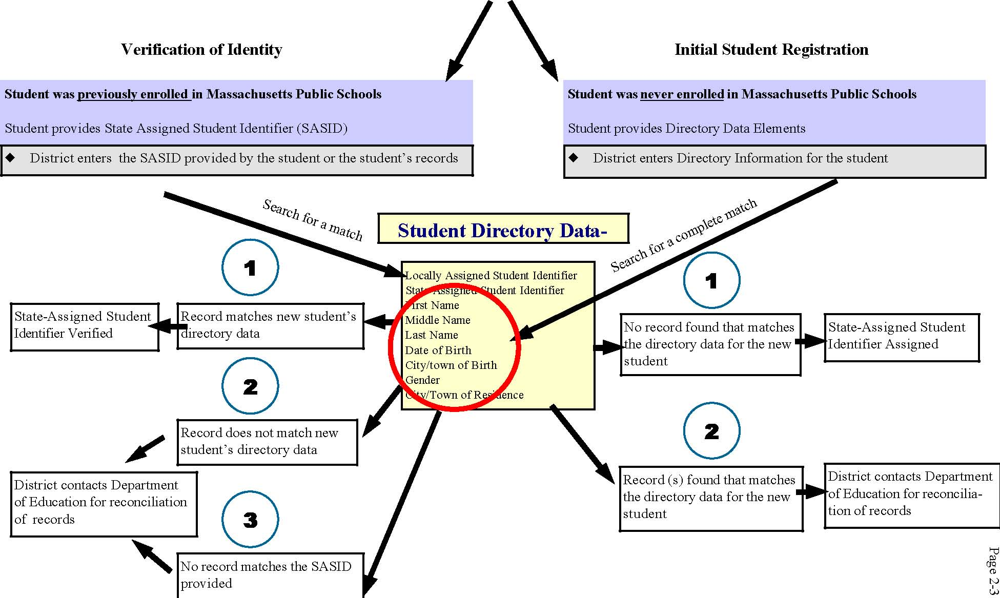 Verification of Identity
Initial Student Registration
Student was previously enrolled in Massachusetts Public Schools
Student provides State Assigned Student Identifier (SASID)
◆ District enters  the SASID provided by the student or the student’s records
Student was never enrolled in Massachusetts Public Schools
Student provides Directory Data Elements
◆ District enters Directory Information for the student
Search for a match
Search for a complete match
Student Directory Data-
Locally Assigned Student Identifier
State-Assigned Student Identifier
First Name
Middle Name
Last Name
Date of Birth
City/town of Birth
Gender
City/Town of Residence
1
Record matches new student’s
directory data
State-Assigned Student
Identifier Verified
2
Record does not match new
student’s directory data
District contacts Department
of Education for reconciliation
of  records
3
No record matches the SASID
provided
1
No record found that matches
the directory data for the new
student
State-Assigned Student
Identifier Assigned
2
Record (s) found that matches
the directory data for the new
student
District contacts Department
of Education for reconcilia-
tion of records
Page 2-3